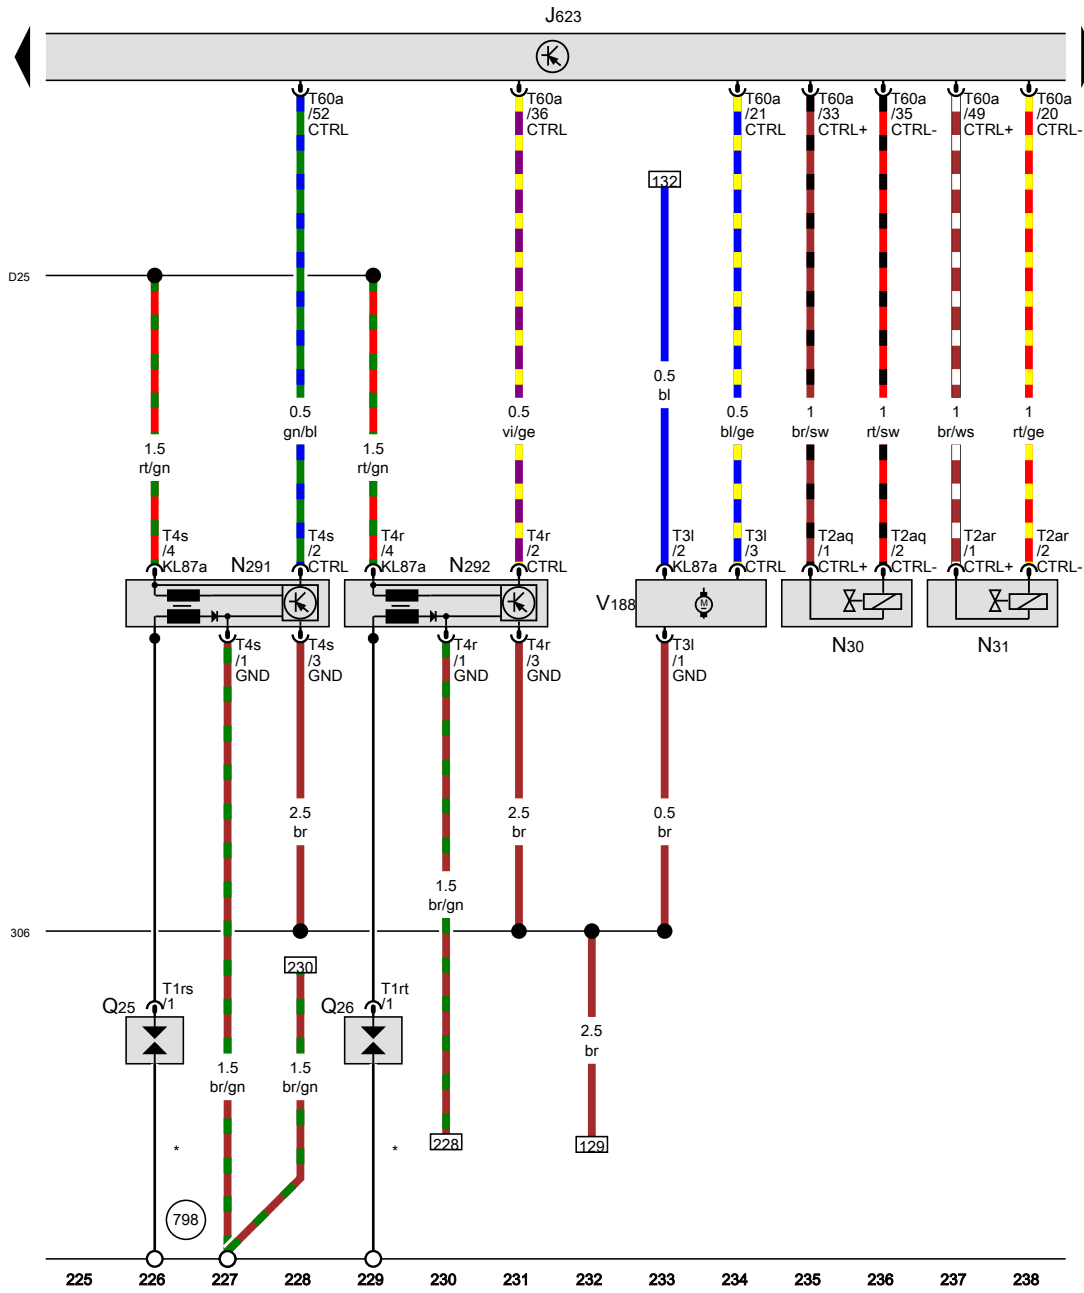 J623
T60a
/52
CTRL
T60a
/36
CTRL
T60a
/21
CTRL
T60a
/33
CTRL+
T60a
/35
CTRL-
T60a
/49
CTRL+
T60a
/20
CTRL-
132
D25
0.5
bl
0.5
gn/bl
0.5
vi/ge
0.5
bl/ge
1
br/sw
1
rt/sw
1
br/ws
1
rt/ge
1.5
rt/gn
1.5
rt/gn
T4s
/4
KL87a
N291
T4s
/2
CTRL
T4r
/4
KL87a
N292
T4r
/2
CTRL
T3l
/2
KL87a
T3l
/3
CTRL
T2aq
/1
CTRL+
T2aq
/2
CTRL-
T2ar
/1
CTRL+
T2ar
/2
CTRL-
V188
M
N30
N31
T4s
/1
GND
T4s
/3
GND
T4r
/1
GND
T4r
/3
GND
T3l
/1
GND
2.5
br
2.5
br
0.5
br
1.5
br/gn
306
230
Q25
T1rs
/1
Q26
T1rt
/1
2.5
br
1.5
br/gn
1.5
br/gn
*
*
228
129
798
225 226 227 228 229 230 231 232 233 234 235 236 237 238